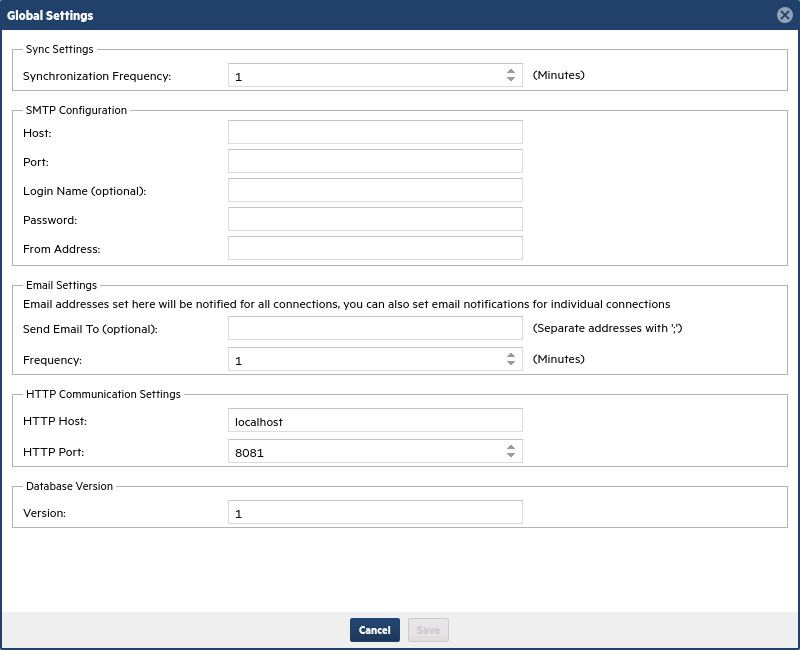 Global Settings
Sync Settings
Synchronization Frequency: 1 (Minutes)
SMTP Configuration
Host:
Port:
Login Name (optional):
Password:
From Address:
Email Settings
Email addresses set here will be notified for all connections, you can also set email notifications for individual connections
Send Email To (optional): (Separate addresses with ';')
Frequency: 1 (Minutes)
HTTP Communication Settings
HTTP Host: localhost
HTTP Port: 8081
Database Version
Version: 1
Cancel Save